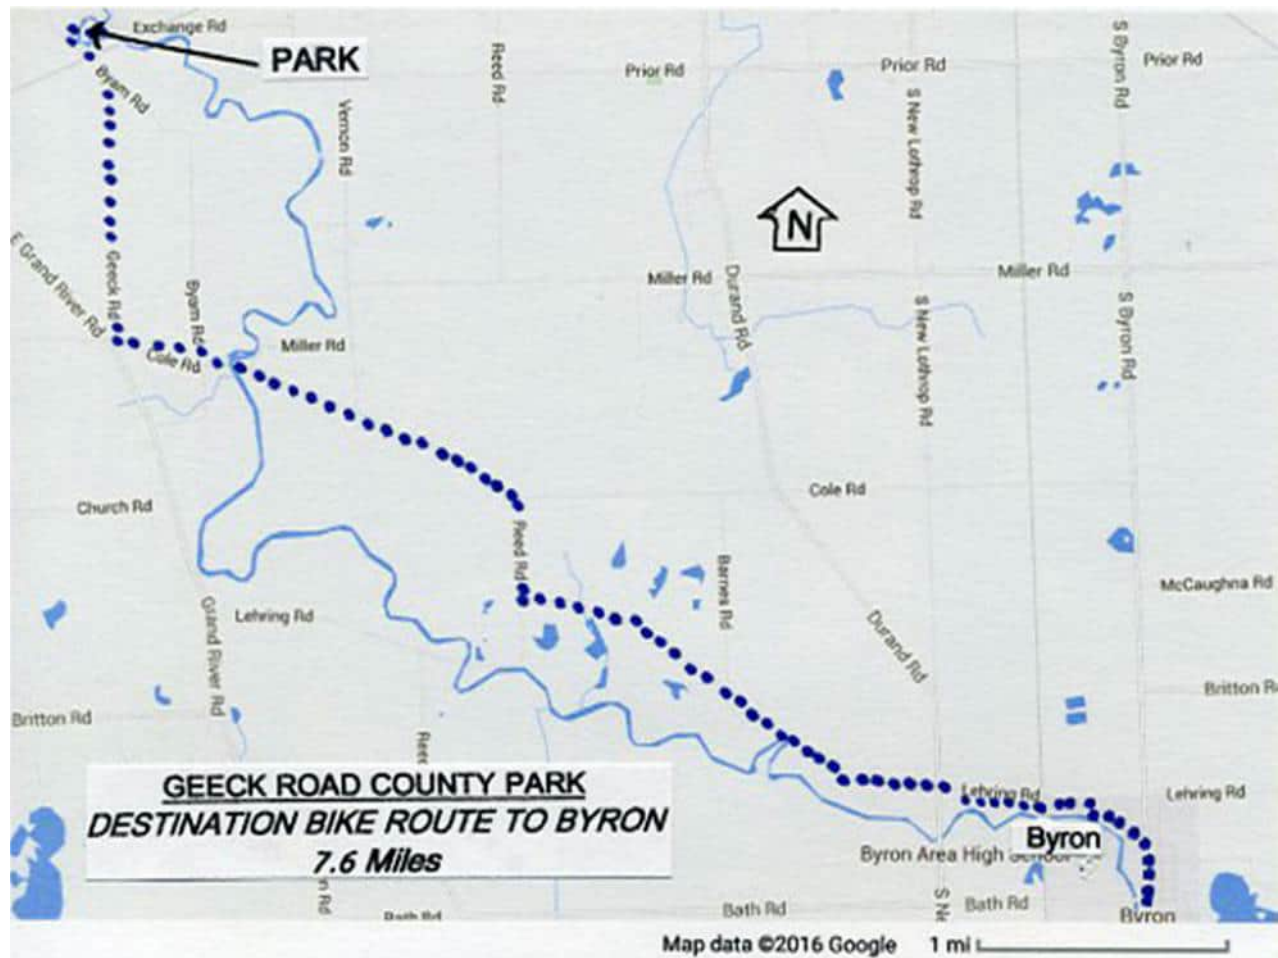 Exchange Rd
PARK
Byam Rd
Vernon Rd
Reed Rd
Prior Rd
Prior Rd
S New Lothrop Rd
S Byron Rd
Prior Rd
N
E Grand River Rd
Geeck Rd
Byam Rd
Cole Rd
Miller Rd
Miller Rd
Durand Rd
Miller Rd
S New Lothrop Rd
S Byron Rd
Church Rd
Cole Rd
Reed Rd
Barnes Rd
McCaughna Rd
Grand River Rd
Lehring Rd
Durand Rd
Britton Rd
Britton R
Reed
GEECK ROAD COUNTY PARK
DESTINATION BIKE ROUTE TO BYRON
7.6 Miles
Lehring Rd
Lehring Rd
Byron
Byron Area High
n Rd
Bath Rd
Bath Rd
S Ne
Bath Rd
Byron
Map data ©2016 Google 1 mi